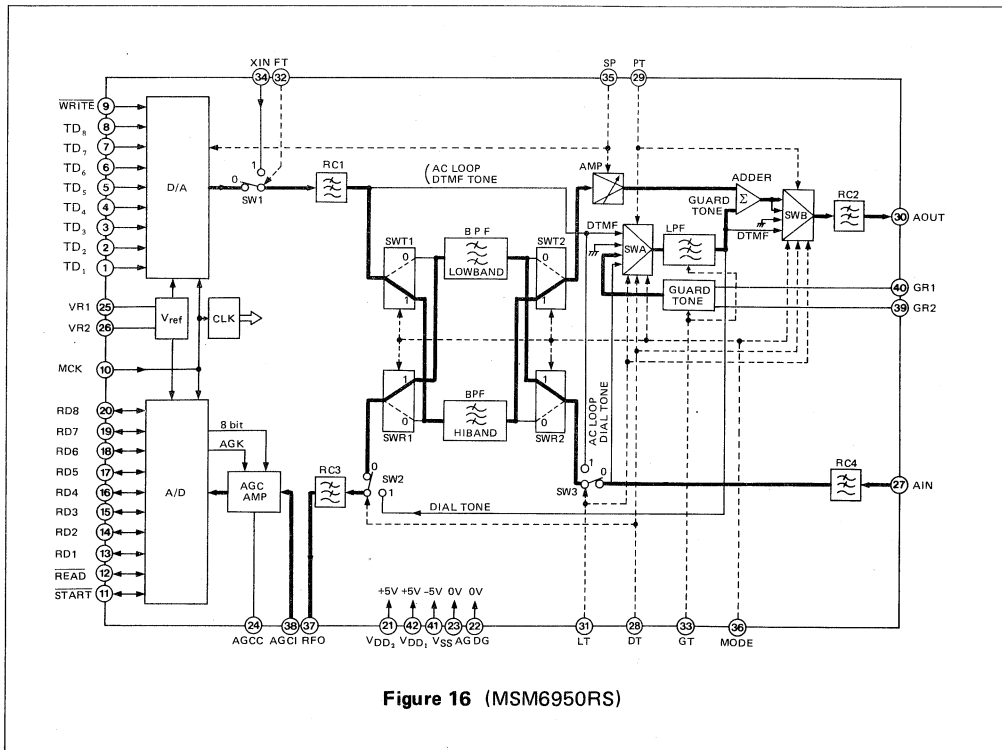 XIN FT
34 32
SP PT
35 29
WRITE 9
TD8 8
TD7 7
TD6 6
TD5 5
TD4 4
TD3 3
TD2 2
TD1 1
D/A
1
0
SW1
RC1
(AC LOOP
DTMF TONE
AMP
GUARD
TONE
ADDER
Σ
SWB
RC2
30 AOUT
DTMF
SWA
LPF
DTMF
GUARD
TONE
40 GR1
39 GR2
SWT1
0
1
BPF
LOWBAND
SWT2
0
1
VR1 25
VR2 26
Vref
CLK
MCK 10
SWR1
1
0
BPF
HIBAND
SWR2
1
0
AC LOOP
DIAL TONE
RD8 20
RD7 19
RD6 18
RD5 17
RD4 16
RD3 15
RD2 14
RD1 13
READ 12
START 11
A/D
8 bit
AGK
AGC
AMP
RC3
0
SW2
1
DIAL TONE
1
0
SW3
RC4
27 AIN
+5V +5V -5V 0V 0V
24 38 37 21 42 41 23 22 31 28 33 36
AGCC AGCI RFO VDD2 VDD1 VSS AG DG LT DT GT MODE
Figure 16 (MSM6950RS)